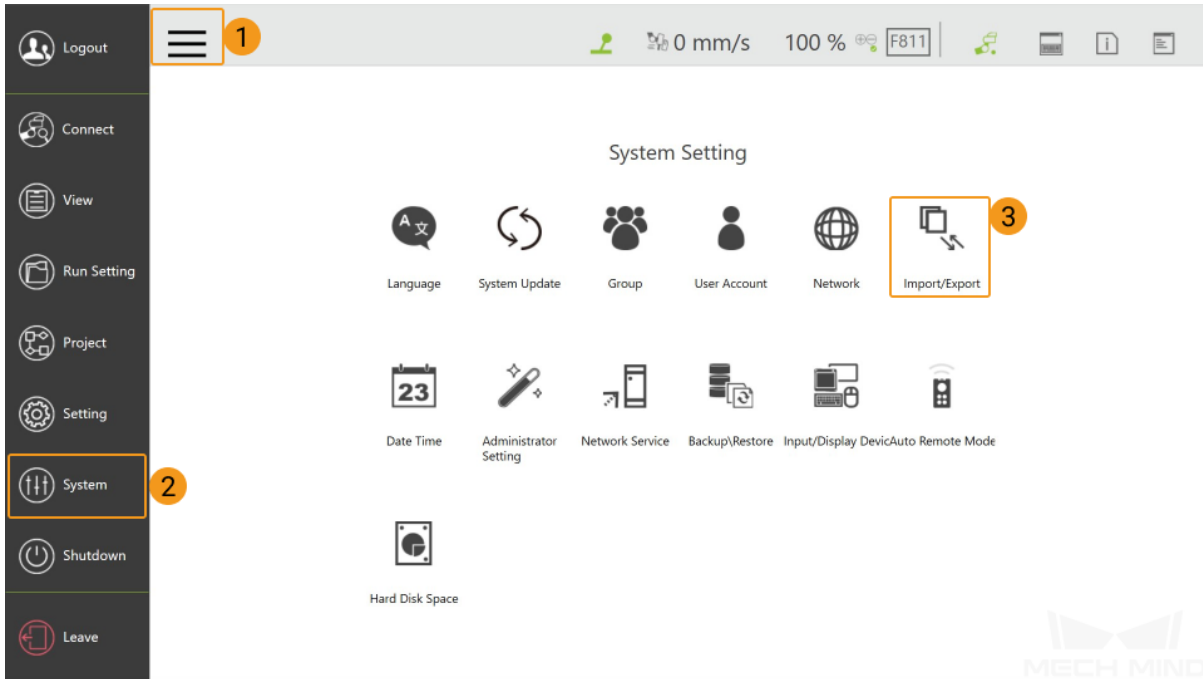 Logout
1
0 mm/s
100 %
F811
Connect
View
Run Setting
Project
Setting
System
2
Shutdown
Leave
System Setting
A 文
3
Language
System Update
Group
User Account
Network
Import/Export
23
Date Time
Administrator
Setting
Network Service
Backup\Restore
Input/Display Devic
Auto Remote Mode
Hard Disk Space
MECH MIND